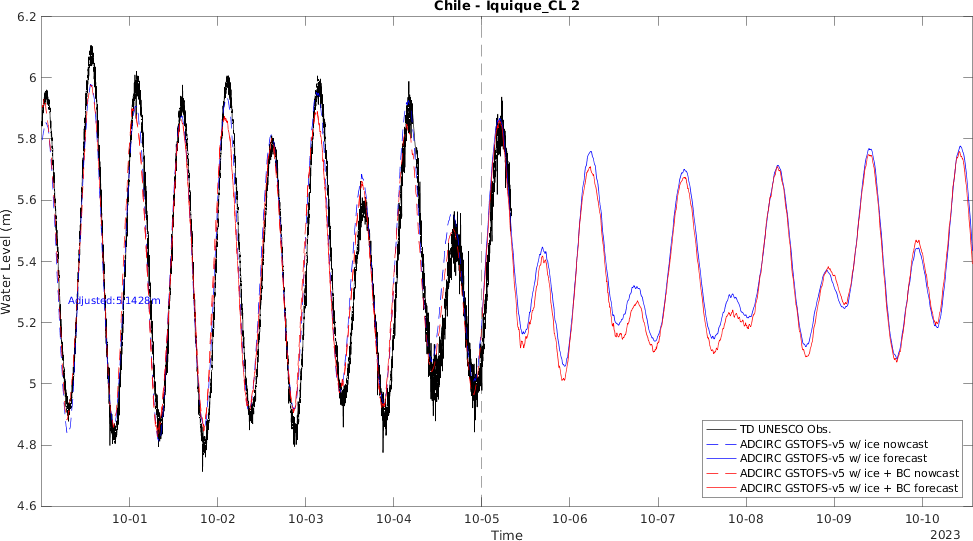 Chile - Iquique_CL 2
6.2
6
5.8
5.6
5.4
5.2
5
4.8
4.6
Water Level (m)
Adjusted:5.1428m
TD UNESCO Obs.
ADCIRC GSTOFS-v5 w/ ice nowcast
ADCIRC GSTOFS-v5 w/ ice forecast
ADCIRC GSTOFS-v5 w/ ice + BC nowcast
ADCIRC GSTOFS-v5 w/ ice + BC forecast
10-01 10-02 10-03 10-04 10-05 10-06 10-07 10-08 10-09 10-10
Time
2023